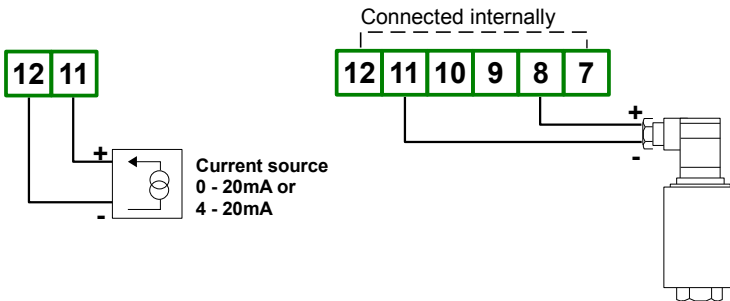 Connected internally
12 11
12 11 10 9 8 7
+
-
Current source
0 - 20mA or
4 - 20mA
+
-